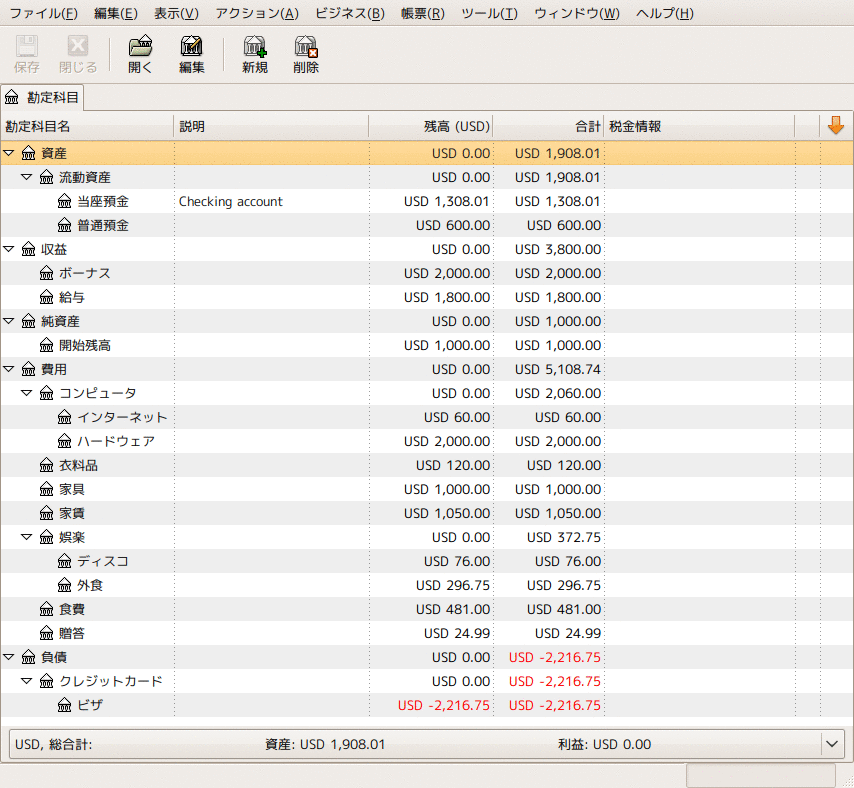 ファイル(F) 編集(E) 表示(V) アクション(A) ビジネス(B) 帳票(R) ツール(T) ウィンドウ(W) ヘルプ(H)
保存 閉じる 開く 編集 新規 削除
勘定科目
勘定科目名 説明 残高 (USD) 合計 税金情報
資産 USD 0.00 USD 1,908.01
流動資産 USD 0.00 USD 1,908.01
当座預金 Checking account USD 1,308.01 USD 1,308.01
普通預金 USD 600.00 USD 600.00
収益 USD 0.00 USD 3,800.00
ボーナス USD 2,000.00 USD 2,000.00
給与 USD 1,800.00 USD 1,800.00
純資産 USD 0.00 USD 1,000.00
開始残高 USD 1,000.00 USD 1,000.00
費用 USD 0.00 USD 5,108.74
コンピュータ USD 0.00 USD 2,060.00
インターネット USD 60.00 USD 60.00
ハードウェア USD 2,000.00 USD 2,000.00
衣料品 USD 120.00 USD 120.00
家具 USD 1,000.00 USD 1,000.00
家賃 USD 1,050.00 USD 1,050.00
娯楽 USD 0.00 USD 372.75
ディスコ USD 76.00 USD 76.00
外食 USD 296.75 USD 296.75
食費 USD 481.00 USD 481.00
贈答 USD 24.99 USD 24.99
負債 USD 0.00 USD -2,216.75
クレジットカード USD 0.00 USD -2,216.75
ビザ USD -2,216.75 USD -2,216.75
USD, 総合計: 資産: USD 1,908.01 利益: USD 0.00